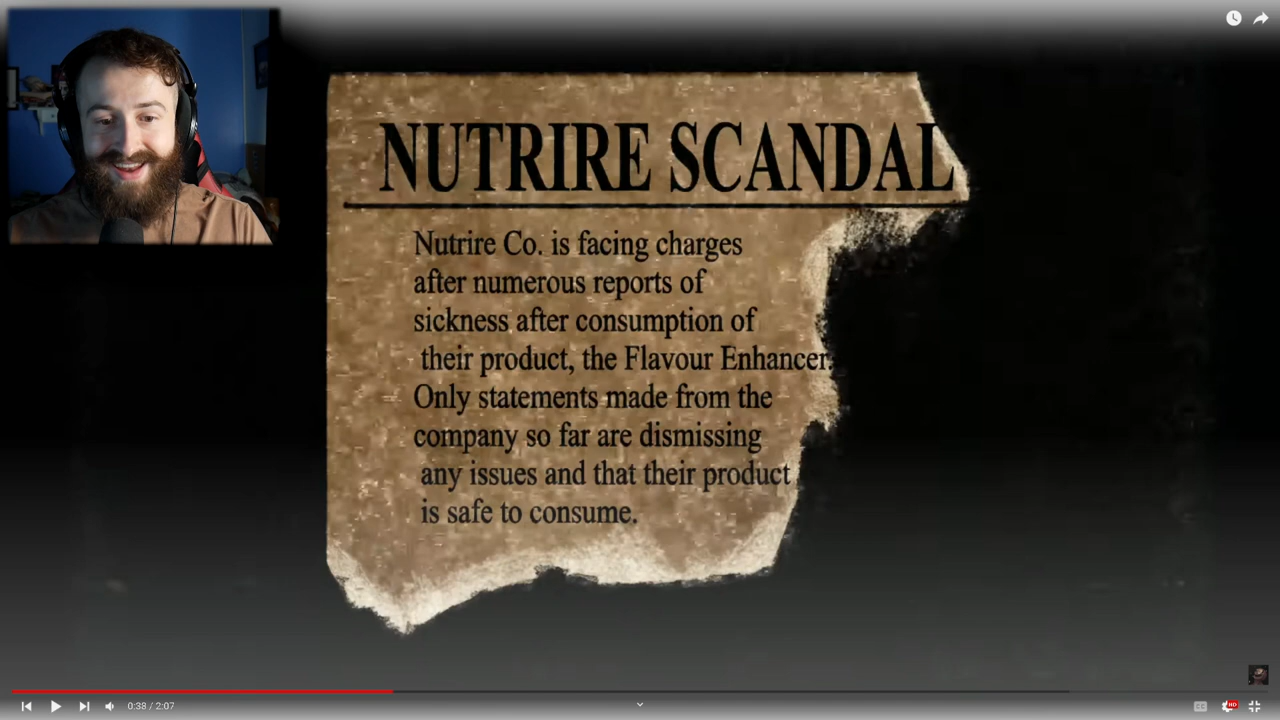 NUTRIRE SCANDAL
Nutrire Co. is facing charges
after numerous reports of
sickness after consumption of
their product, the Flavour Enhancer.
Only statements made from the
company so far are dismissing
any issues and that their product
is safe to consume.
0:38 / 2:07
CC
HD